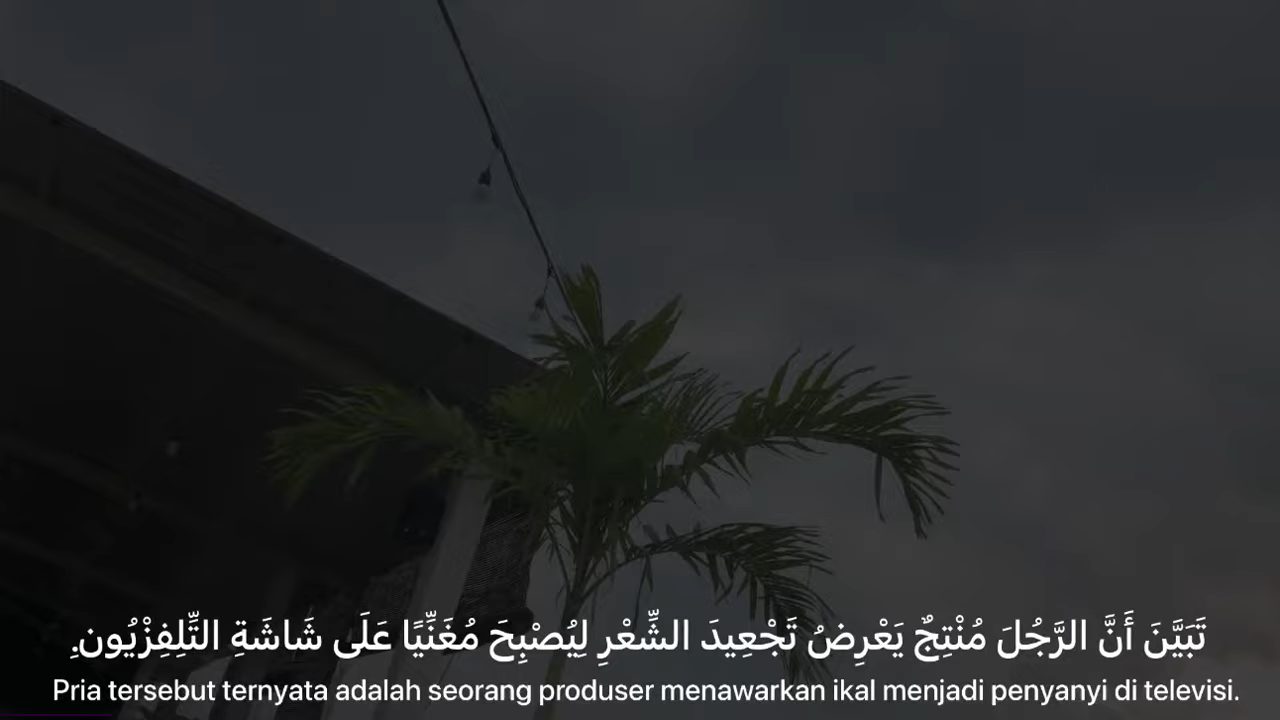 تَبَيَّنَ أَنَّ الرَّجُلَ مُنْتِجٌ يَعْرِضُ تَجْعِيدَ الشِّعْرِ لِيُصْبِحَ مُغَنِّيًا عَلَى شَاشَةِ التِّلِفِزْيُونِ.
Pria tersebut ternyata adalah seorang produser menawarkan ikal menjadi penyanyi di televisi.